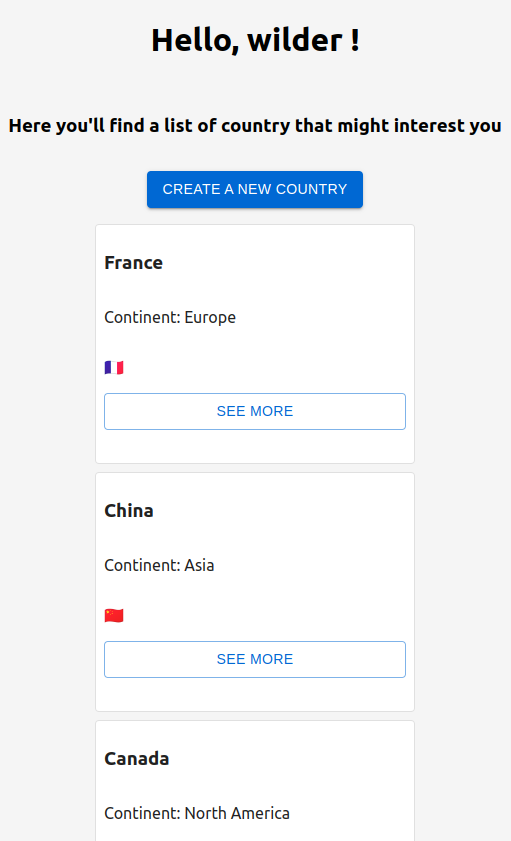 Hello, wilder !
Here you'll find a list of country that might interest you
CREATE A NEW COUNTRY
France
Continent: Europe
🇫🇷
SEE MORE
China
Continent: Asia
🇨🇳
SEE MORE
Canada
Continent: North America